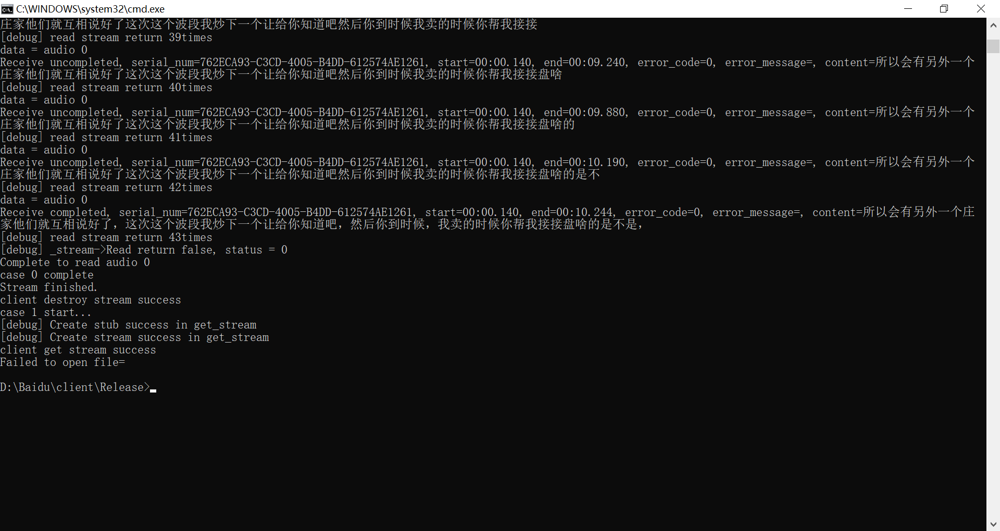 C:\WINDOWS\system32\cmd.exe
庄家他们就互相说好了这次这个波段我炒下一个让给你知道吧然后你到时候我卖的时候你帮我接接
[debug] read stream return 39times
data = audio 0
Receive uncompleted, serial_num=762ECA93-C3CD-4005-B4DD-612574AE1261, start=00:00.140, end=00:09.240, error_code=0, error_message=, content=所以会有另外一个
庄家他们就互相说好了这次这个波段我炒下一个让给你知道吧然后你到时候我卖的时候你帮我接接盘啥
[debug] read stream return 40times
data = audio 0
Receive uncompleted, serial_num=762ECA93-C3CD-4005-B4DD-612574AE1261, start=00:00.140, end=00:09.880, error_code=0, error_message=, content=所以会有另外一个
庄家他们就互相说好了这次这个波段我炒下一个让给你知道吧然后你到时候我卖的时候你帮我接接盘啥的
[debug] read stream return 41times
data = audio 0
Receive uncompleted, serial_num=762ECA93-C3CD-4005-B4DD-612574AE1261, start=00:00.140, end=00:10.190, error_code=0, error_message=, content=所以会有另外一个
庄家他们就互相说好了这次这个波段我炒下一个让给你知道吧然后你到时候我卖的时候你帮我接接盘啥的是不
[debug] read stream return 42times
data = audio 0
Receive completed, serial_num=762ECA93-C3CD-4005-B4DD-612574AE1261, start=00:00.140, end=00:10.244, error_code=0, error_message=, content=所以会有另外一个庄
家他们就互相说好了，这次这个波段我炒下一个让给你知道吧，然后你到时候，我卖的时候你帮我接接盘啥的是不是，
[debug] read stream return 43times
[debug] _stream->Read return false, status = 0
Complete to read audio 0
case 0 complete
Stream finished.
client destroy stream success
case 1 start...
[debug] Create stub success in get_stream
[debug] Create stream success in get_stream
client get stream success
Failed to open file=
D:\Baidu\client\Release>